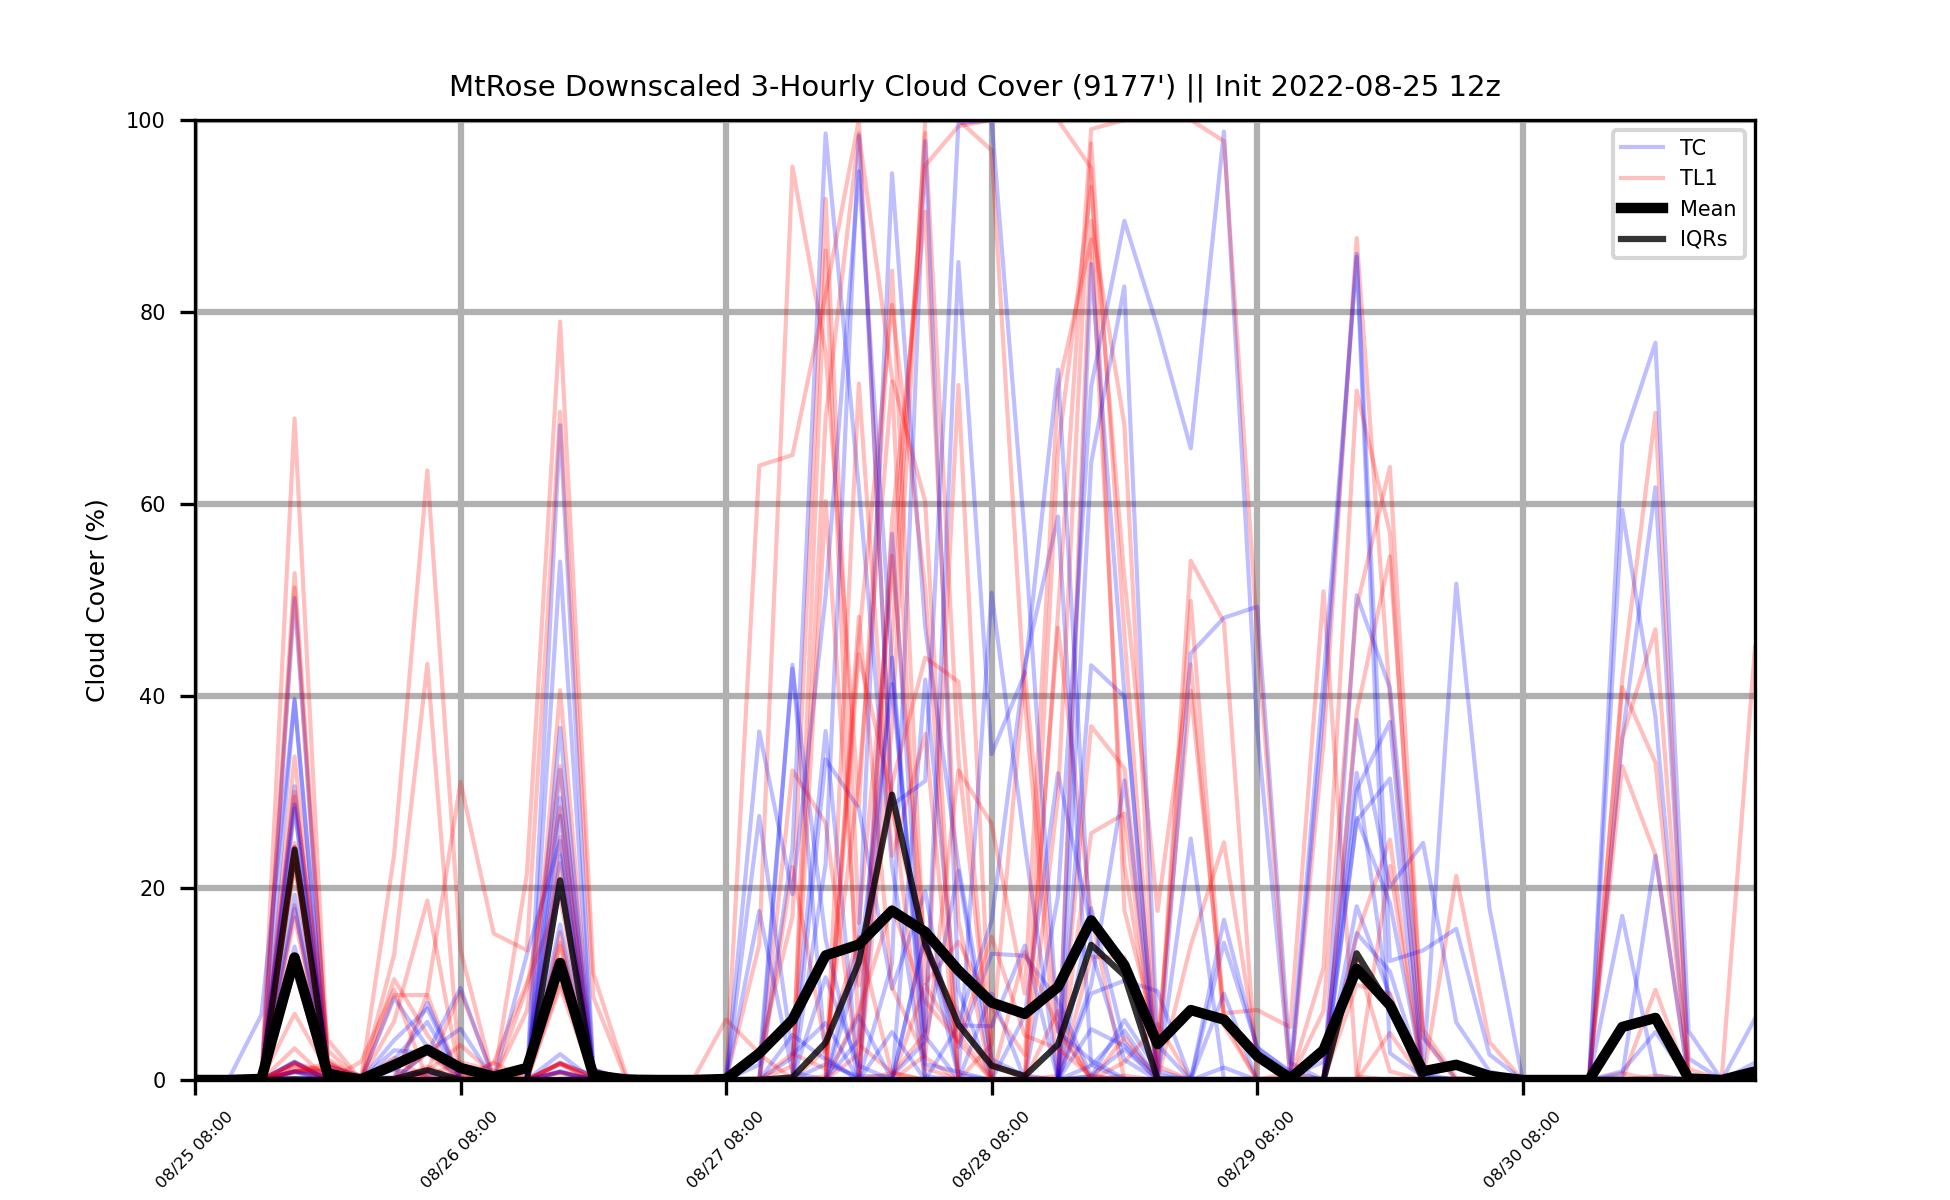 MtRose Downscaled 3-Hourly Cloud Cover (9177') || Init 2022-08-25 12z
TC
TL1
Mean
IQRs
Cloud Cover (%)
100
80
60
40
20
0
08/25 08:00
08/26 08:00
08/27 08:00
08/28 08:00
08/29 08:00
08/30 08:00